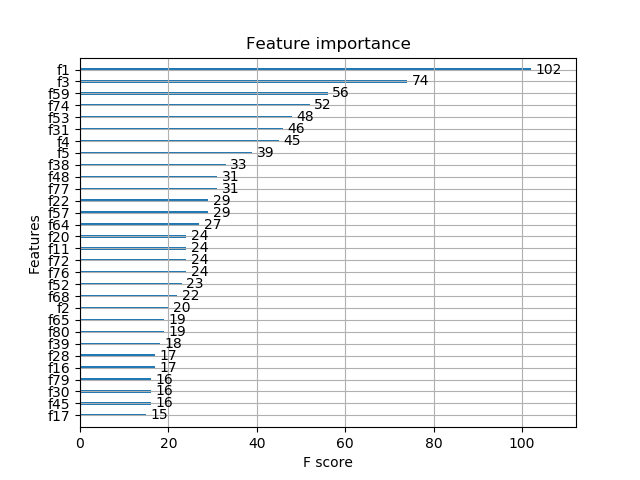 Feature importance
f1 102
f3 74
f59 56
f74 52
f53 48
f31 46
f4 45
f5 39
f38 33
f48 31
f77 31
f22 29
f57 29
f64 27
f20 24
f11 24
f72 24
f76 24
f52 23
f68 22
f2 20
f65 19
f80 19
f39 18
f28 17
f16 17
f79 16
f30 16
f45 16
f17 15
Features
0 20 40 60 80 100
F score